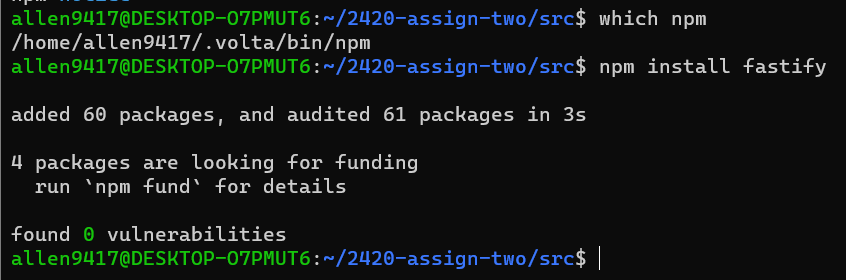 npm notice
allen9417@DESKTOP-O7PMUT6:~/2420-assign-two/src$ which npm
/home/allen9417/.volta/bin/npm
allen9417@DESKTOP-O7PMUT6:~/2420-assign-two/src$ npm install fastify
added 60 packages, and audited 61 packages in 3s
4 packages are looking for funding
  run `npm fund` for details
found 0 vulnerabilities
allen9417@DESKTOP-O7PMUT6:~/2420-assign-two/src$